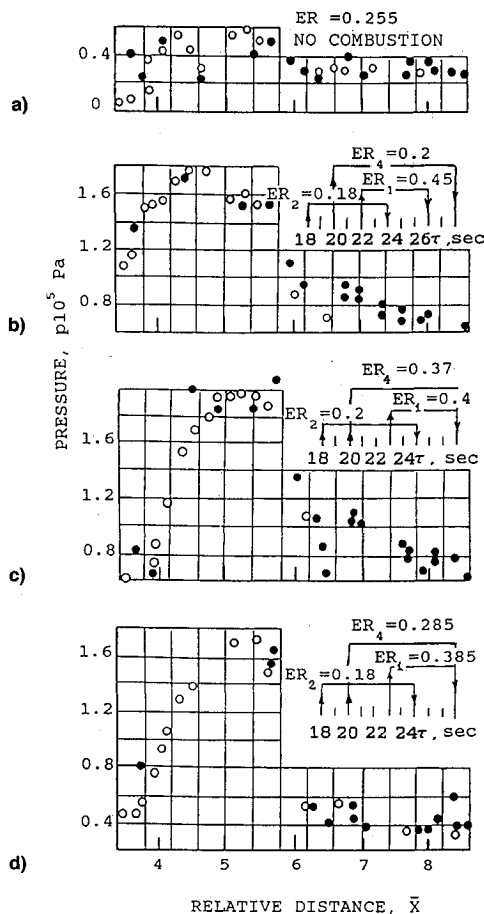 ER =0.255
NO COMBUSTION
0.4
0
a)
ER₄ =0.2
ER₁ =0.45
ER₂ =0.18
1.6
18 20 22 24 26τ, sec
1.2
0.8
b)
PRESSURE, p10⁵ Pa
ER₄ =0.37
ER₁ =0.4
ER₂ =0.2
1.6
18 20 22 24τ, sec
1.2
0.8
c)
ER₄ =0.285
ER₁ =0.385
ER₂ =0.18
1.6
18 20 22 24τ, sec
1.2
0.8
0.4
d)
4 5 6 7 8
RELATIVE DISTANCE, X̄